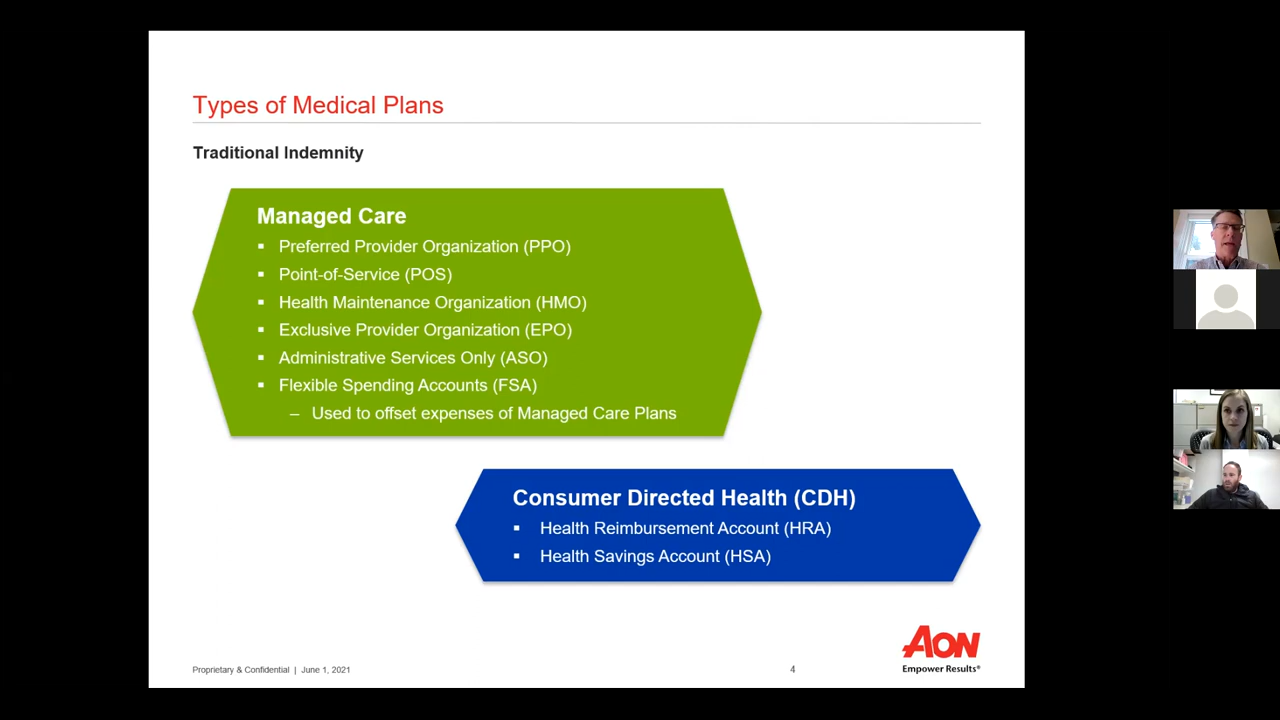 Types of Medical Plans
Traditional Indemnity
Managed Care
▪ Preferred Provider Organization (PPO)
▪ Point-of-Service (POS)
▪ Health Maintenance Organization (HMO)
▪ Exclusive Provider Organization (EPO)
▪ Administrative Services Only (ASO)
▪ Flexible Spending Accounts (FSA)
– Used to offset expenses of Managed Care Plans
Consumer Directed Health (CDH)
▪ Health Reimbursement Account (HRA)
▪ Health Savings Account (HSA)
AON
Empower Results®
Proprietary & Confidential | June 1, 2021
4